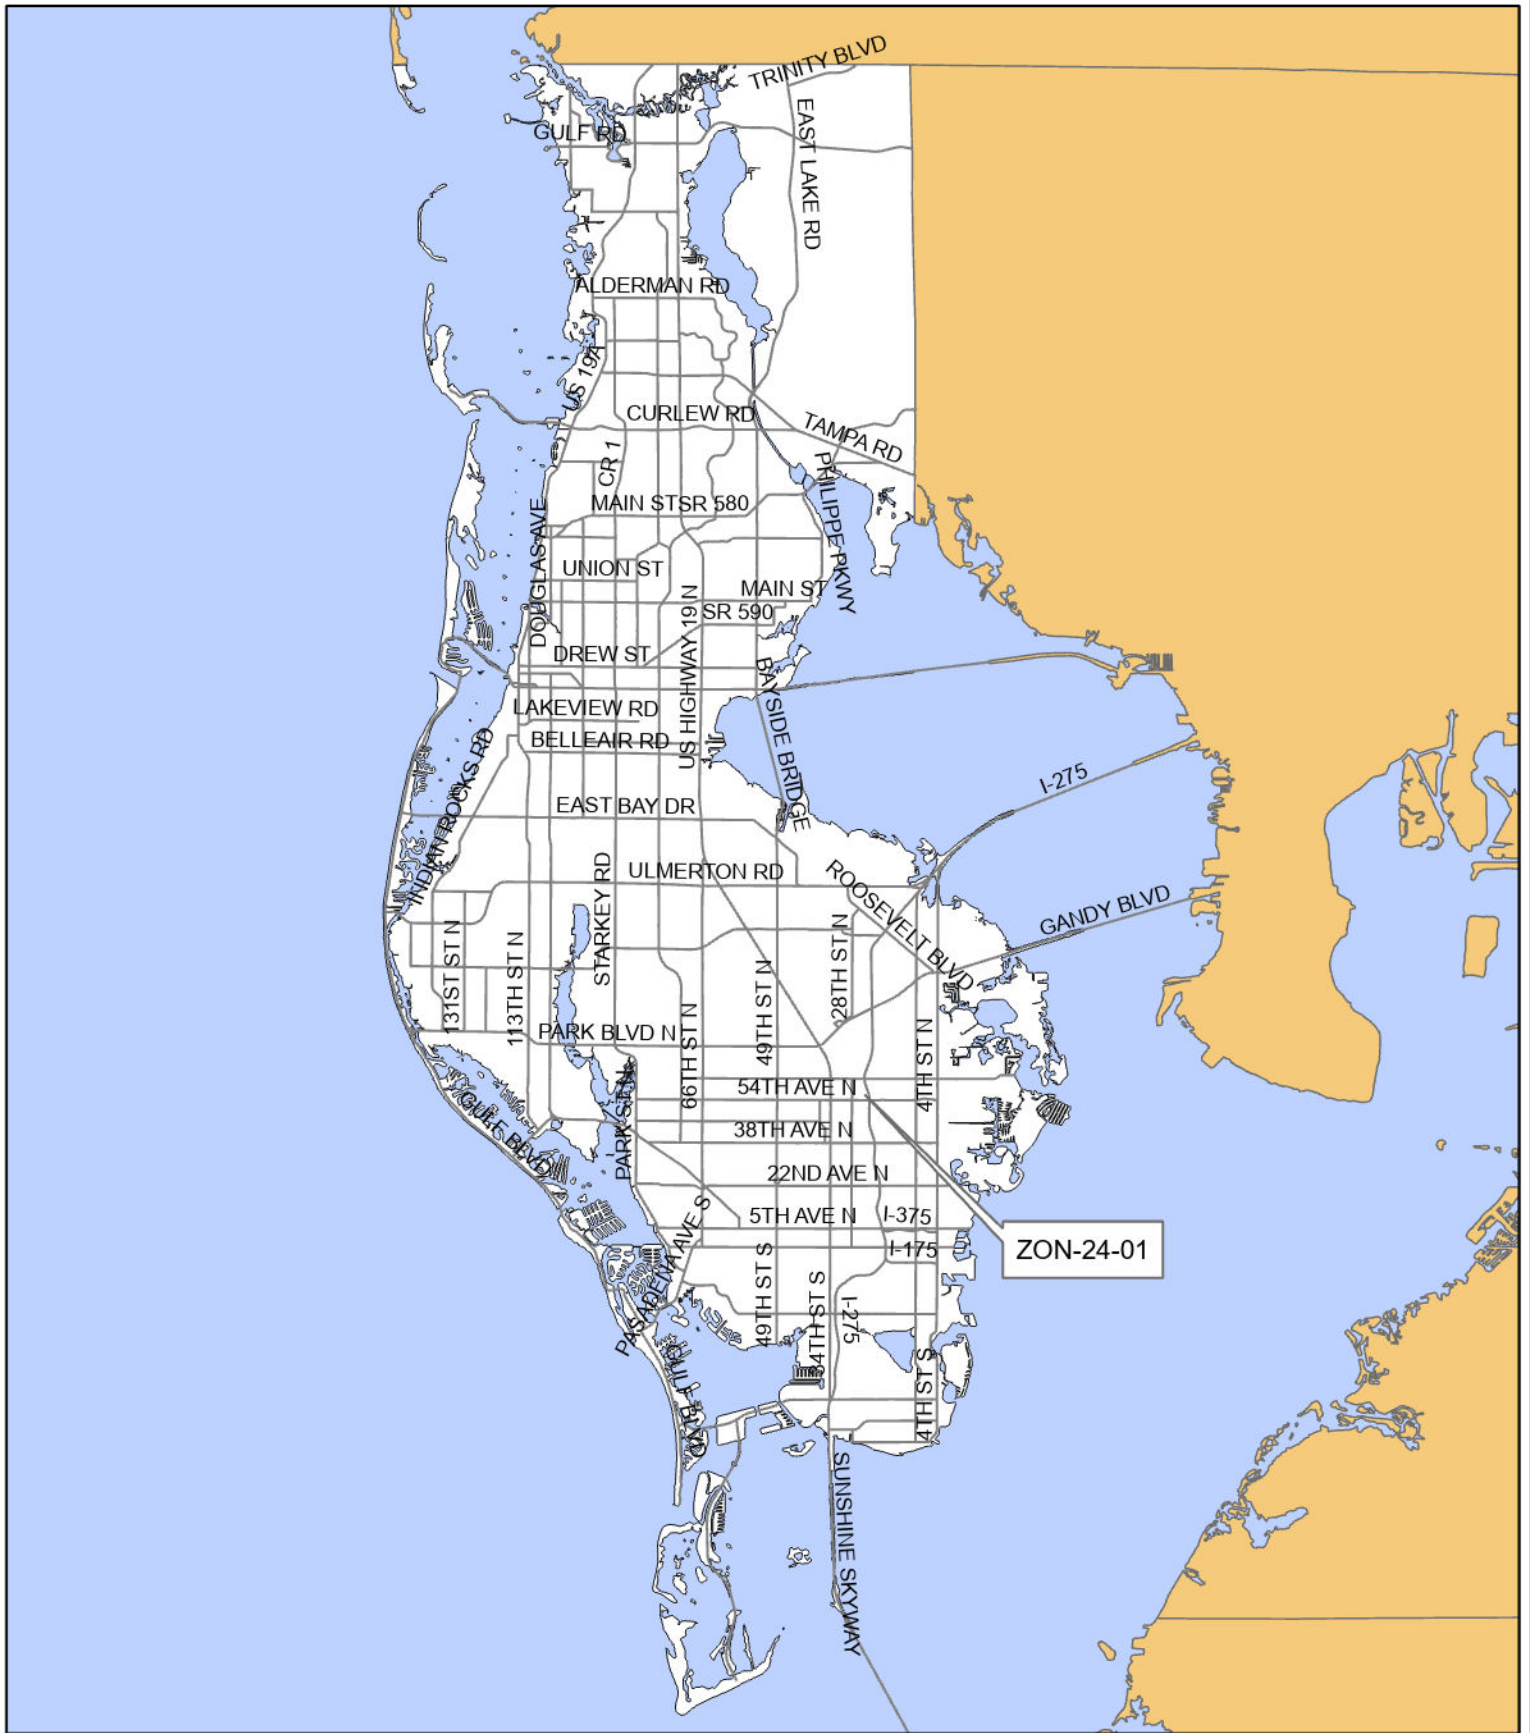 TRINITY BLVD
EAST LAKE RD
GULF RD
ALDERMAN RD
US 19A
CURLEW RD
TAMPA RD
CR 1
PHILIPPE PKWY
MAIN ST
SR 580
DOUGLAS AVE
UNION ST
MAIN ST
SR 590
US HIGHWAY 19 N
DREW ST
BAYSIDE BRIDGE
LAKEVIEW RD
BELLEAIR RD
INDIAN ROCKS RD
I-275
EAST BAY DR
ULMERTON RD
STARKEY RD
ROOSEVELT BLVD
GANDY BLVD
131ST ST N
113TH ST N
49TH ST N
28TH ST N
66TH ST N
4TH ST N
PARK BLVD N
54TH AVE N
GULF BLVD
PARK ST N
38TH AVE N
22ND AVE N
5TH AVE N
I-375
PASADENA AVE S
I-175
ZON-24-01
49TH ST S
34TH ST S
I-275
GULF BLVD
4TH ST S
SUNSHINE SKYWAY